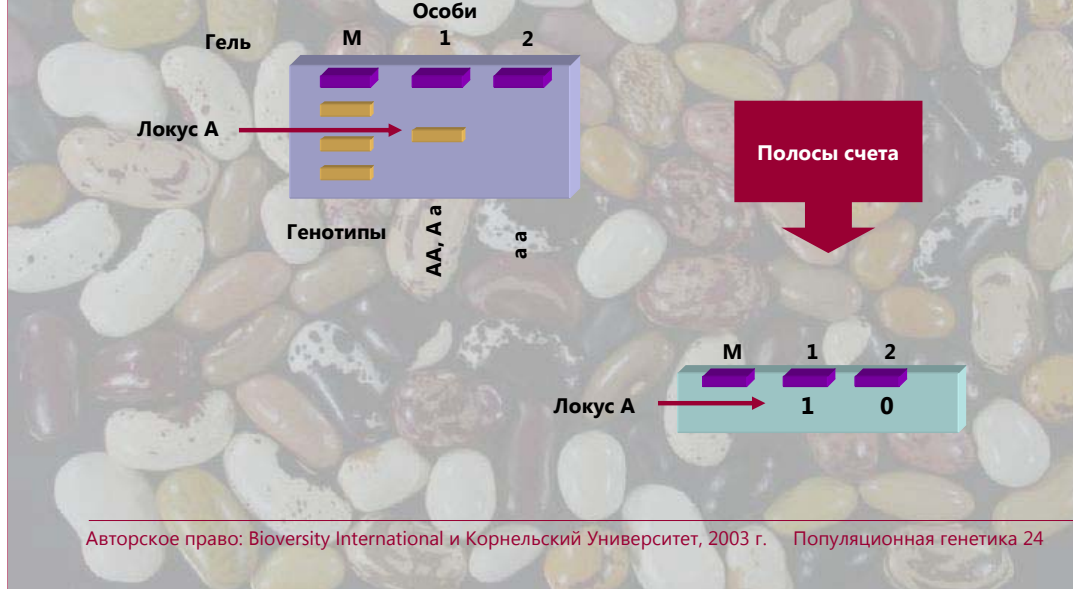 Особи
Гель М 1 2
Локус А
Полосы счета
Генотипы АА, А а а а
М 1 2
Локус А 1 0
Авторское право: Bioversity International и Корнельский Университет, 2003 г. Популяционная генетика 24